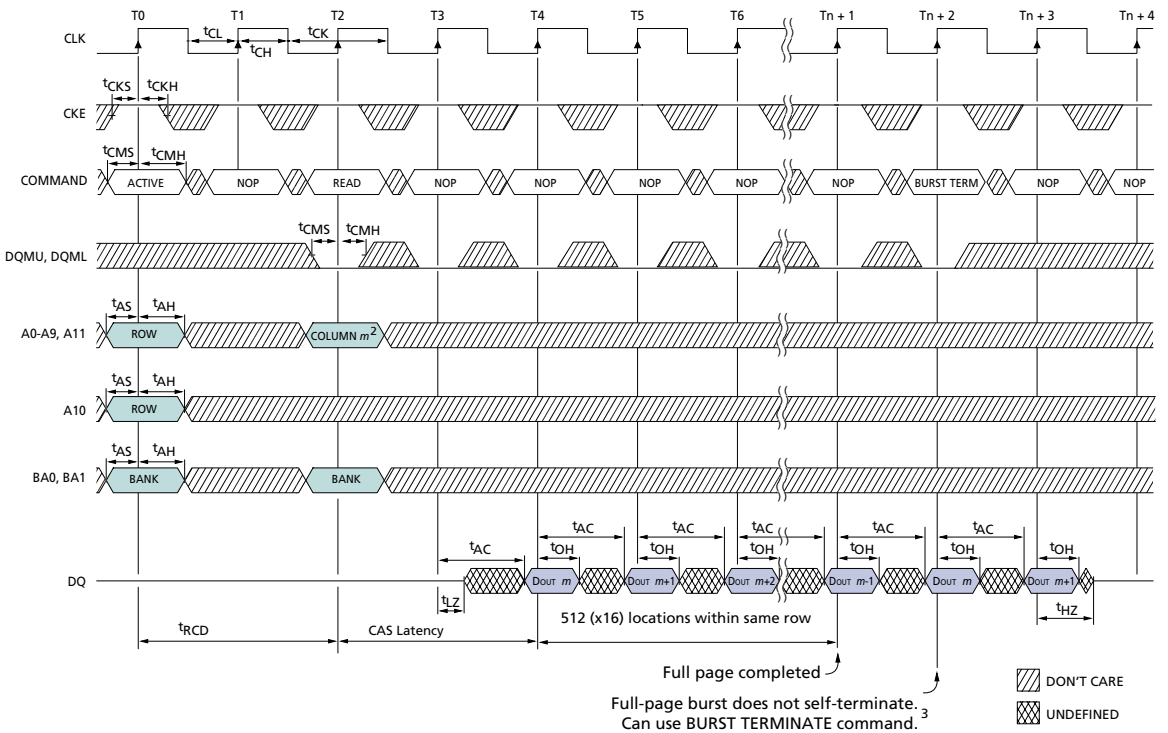 T0 T1 T2 T3 T4 T5 T6 Tn + 1 Tn + 2 Tn + 3 Tn + 4
CLK
tCL tCK
tCH
tCKS tCKH
CKE
tCMS tCMH
COMMAND ACTIVE NOP READ NOP NOP NOP NOP NOP BURST TERM NOP NOP
tCMS tCMH
DQMU, DQML
tAS tAH
A0-A9, A11 ROW COLUMN m2
tAS tAH
A10 ROW
tAS tAH
BA0, BA1 BANK BANK
tAC tAC tAC tAC tAC
tAC tOH tOH tOH tOH tOH tOH
DQ DOUT m DOUT m+1 DOUT m+2 DOUT m-1 DOUT m DOUT m+1
tLZ tHZ
512 (x16) locations within same row
tRCD CAS Latency
Full page completed
Full-page burst does not self-terminate.
Can use BURST TERMINATE command. 3
DON'T CARE
UNDEFINED